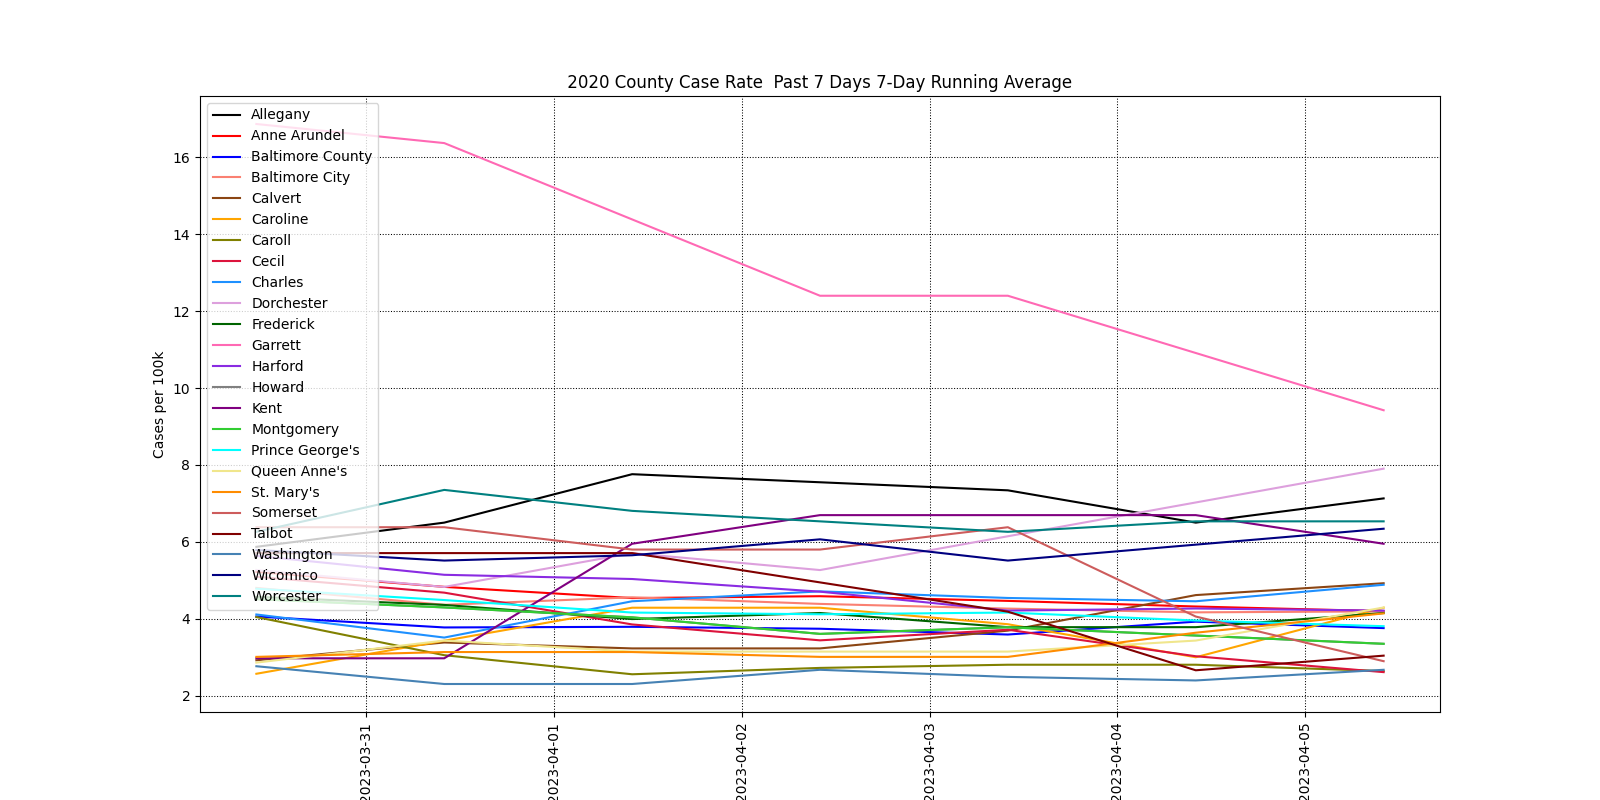 2020 County Case Rate  Past 7 Days 7-Day Running Average
Cases per 100k
16
14
12
10
8
6
4
2
Allegany
Anne Arundel
Baltimore County
Baltimore City
Calvert
Caroline
Caroll
Cecil
Charles
Dorchester
Frederick
Garrett
Harford
Howard
Kent
Montgomery
Prince George's
Queen Anne's
St. Mary's
Somerset
Talbot
Washington
Wicomico
Worcester
2023-03-31
2023-04-01
2023-04-02
2023-04-03
2023-04-04
2023-04-05